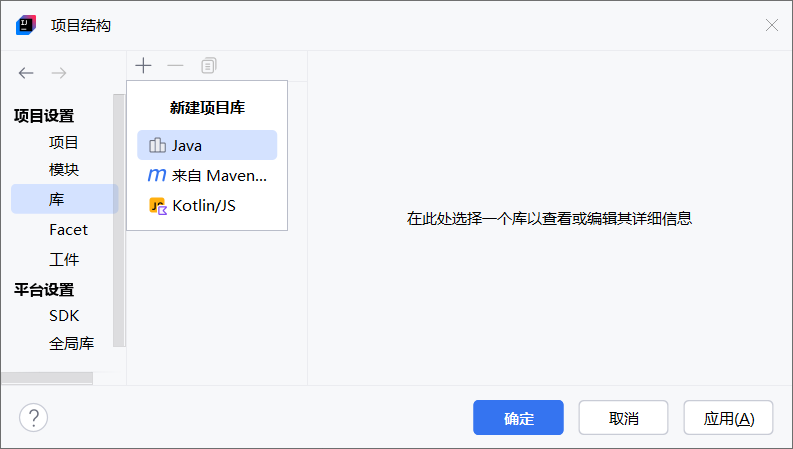 项目结构
项目设置
项目
模块
库
Facet
工件
平台设置
SDK
全局库
新建项目库
Java
来自 Maven...
Kotlin/JS
在此处选择一个库以查看或编辑其详细信息
?
确定
取消
应用(A)